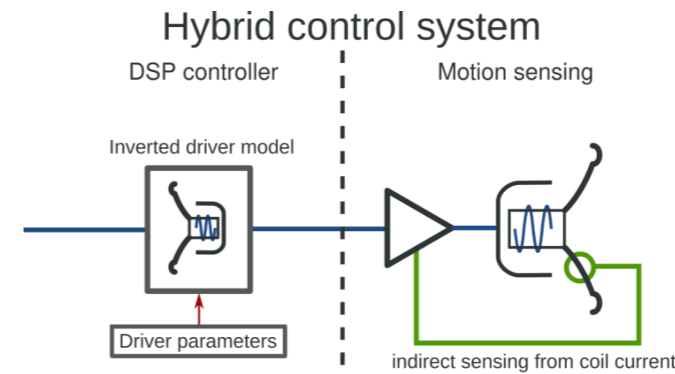 Hybrid control system
DSP controller
Motion sensing
Inverted driver model
Driver parameters
indirect sensing from coil current